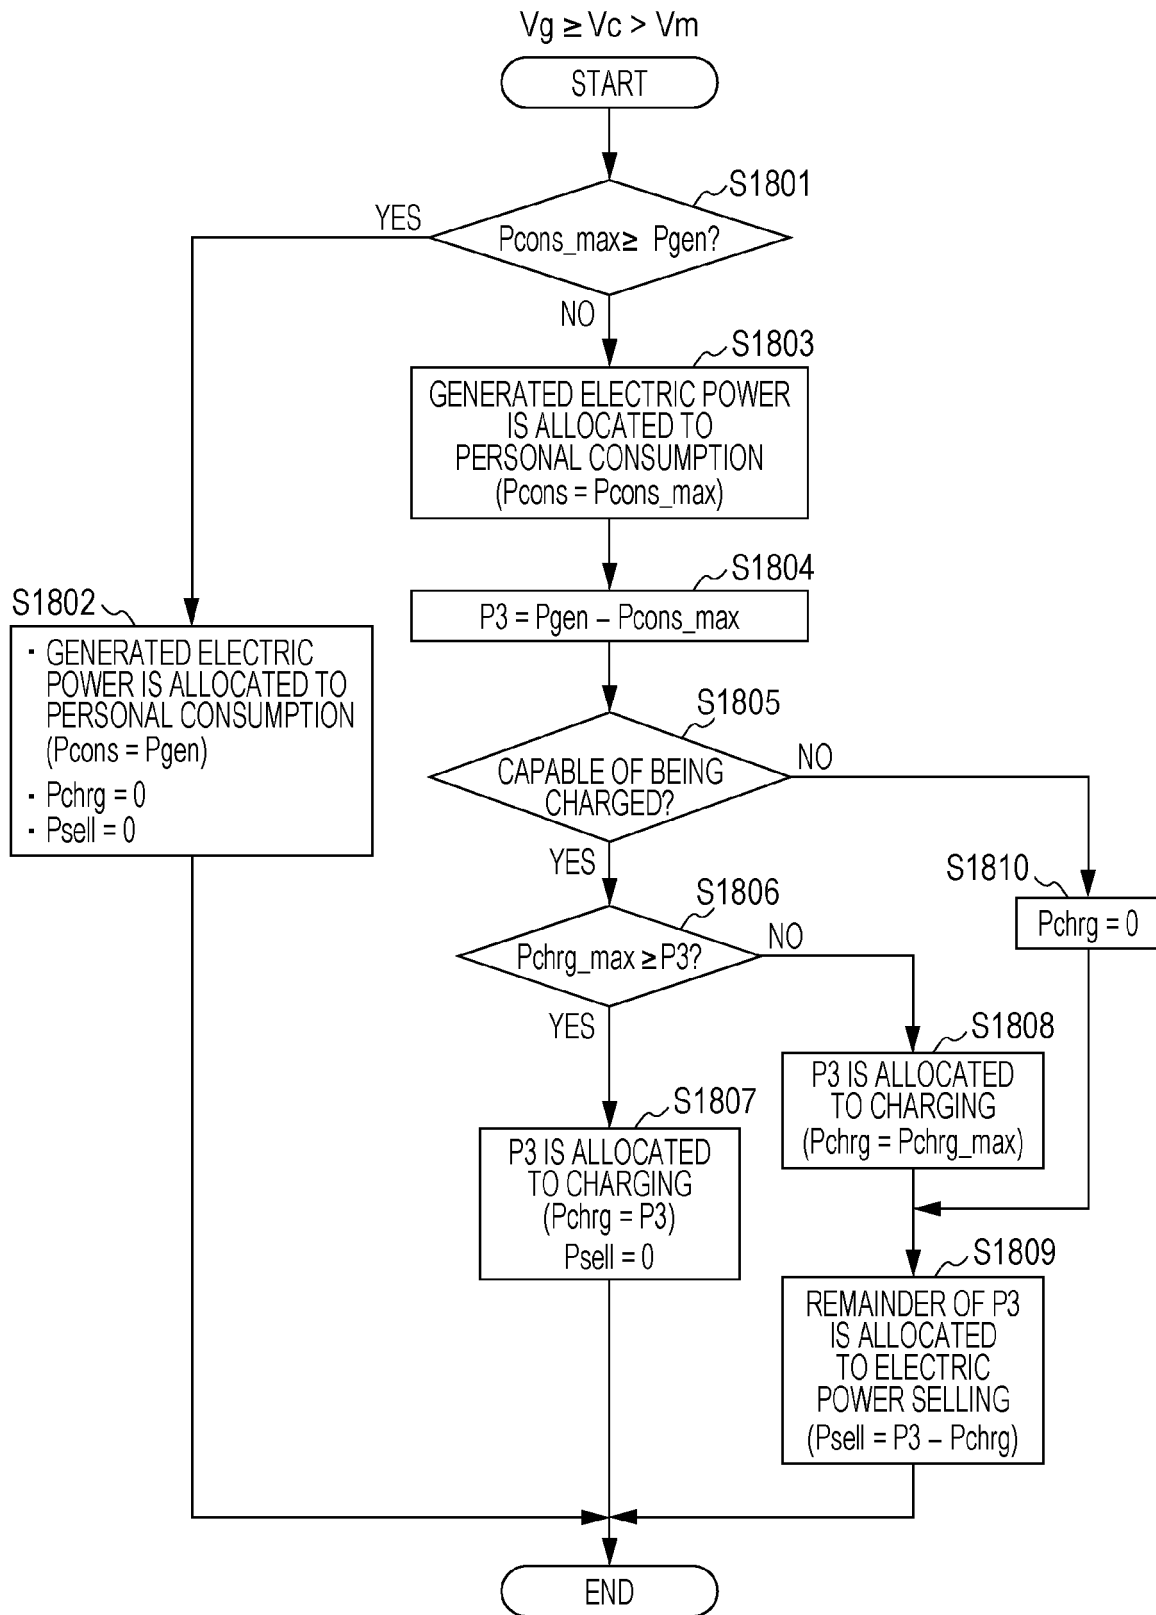 Vg ≥ Vc > Vm
START
S1801
YES
Pcons_max≥ Pgen?
NO
S1803
GENERATED ELECTRIC POWER
IS ALLOCATED TO
PERSONAL CONSUMPTION
(Pcons = Pcons_max)
S1804
P3 = Pgen – Pcons_max
S1802
- GENERATED ELECTRIC
POWER IS ALLOCATED TO
PERSONAL CONSUMPTION
(Pcons = Pgen)
- Pchrg = 0
- Psell = 0
S1805
CAPABLE OF BEING
CHARGED?
NO
YES
S1810
Pchrg = 0
S1806
Pchrg_max ≥P3?
NO
YES
S1808
P3 IS ALLOCATED
TO CHARGING
(Pchrg = Pchrg_max)
S1807
P3 IS ALLOCATED
TO CHARGING
(Pchrg = P3)
Psell = 0
S1809
REMAINDER OF P3
IS ALLOCATED
TO ELECTRIC
POWER SELLING
(Psell = P3 – Pchrg)
END